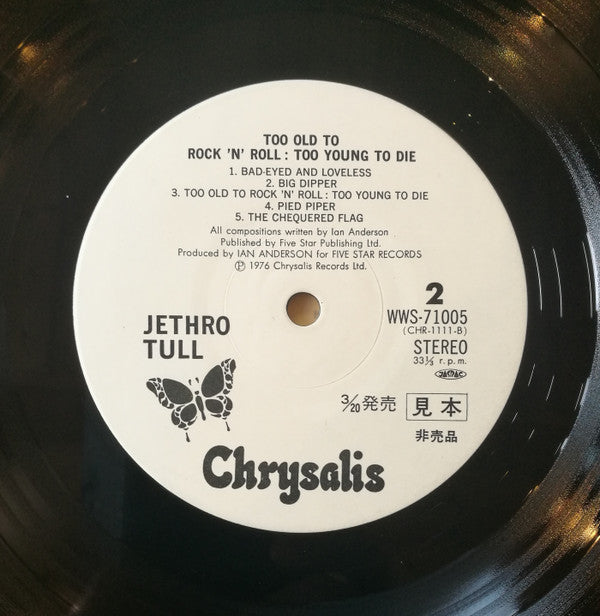 TOO OLD TO
ROCK 'N' ROLL : TOO YOUNG TO DIE
1. BAD-EYED AND LOVELESS
2. BIG DIPPER
3. TOO OLD TO ROCK 'N' ROLL : TOO YOUNG TO DIE
4. PIED PIPER
5. THE CHEQUERED FLAG
All compositions written by Ian Anderson
Published by Five Star Publishing Ltd.
Produced by IAN ANDERSON for FIVE STAR RECORDS
Ⓟ 1976 Chrysalis Records Ltd.
JETHRO
TULL
2
WWS-71005
(CHR-1111-B)
STEREO
33⅓ r.p.m.
3/20発売 見本
非売品
Chrysalis